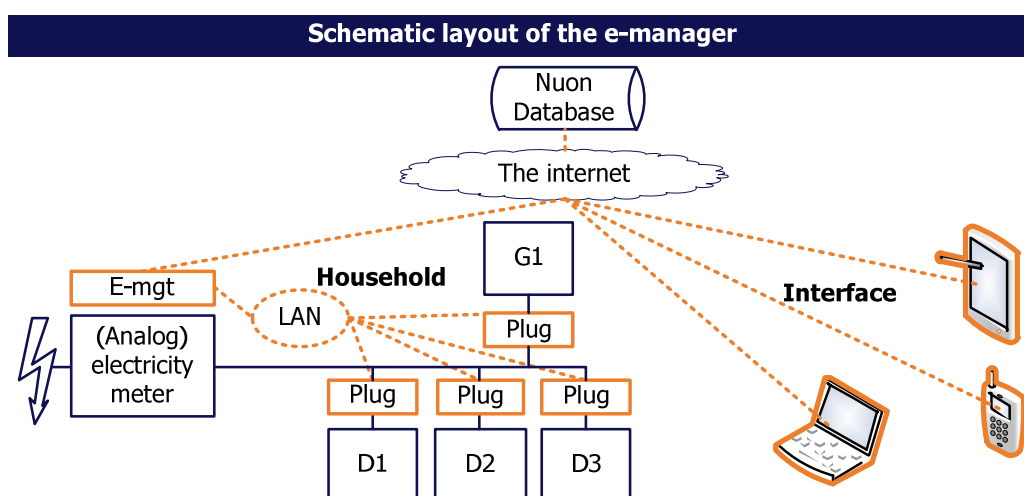 Schematic layout of the e-manager
Nuon
Database
The internet
G1
E-mgt
Household
LAN
Interface
Plug
(Analog)
electricity
meter
Plug
Plug
Plug
D1
D2
D3